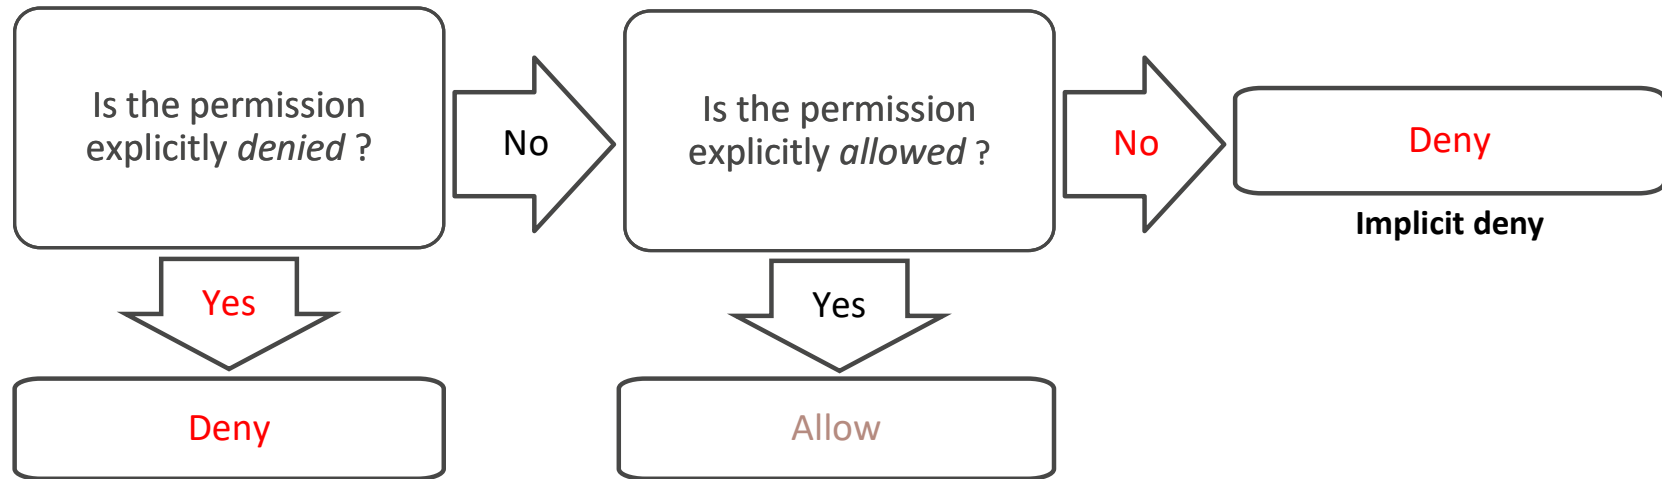 Is the permission
explicitly denied ?
No
Is the permission
explicitly allowed ?
No
Deny
Implicit deny
Yes
Yes
Deny
Allow